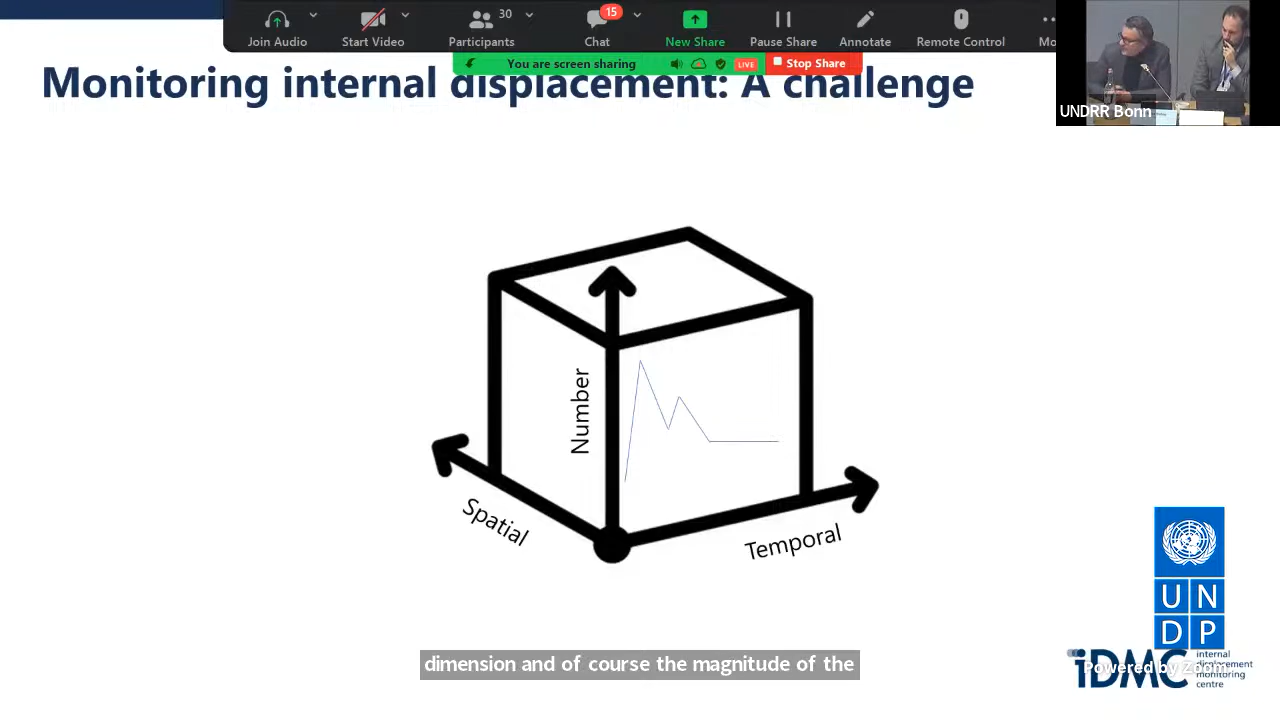 30
15
Join Audio
Start Video
Participants
Chat
New Share
Pause Share
Annotate
Remote Control
Mo
You are screen sharing
LIVE
Stop Share
UNDRR Bonn
Monitoring internal displacement: A challenge
Number
Spatial
Temporal
U N
D P
iDMC
internal
displacement
monitoring
centre
Powered by Zoom
dimension and of course the magnitude of the